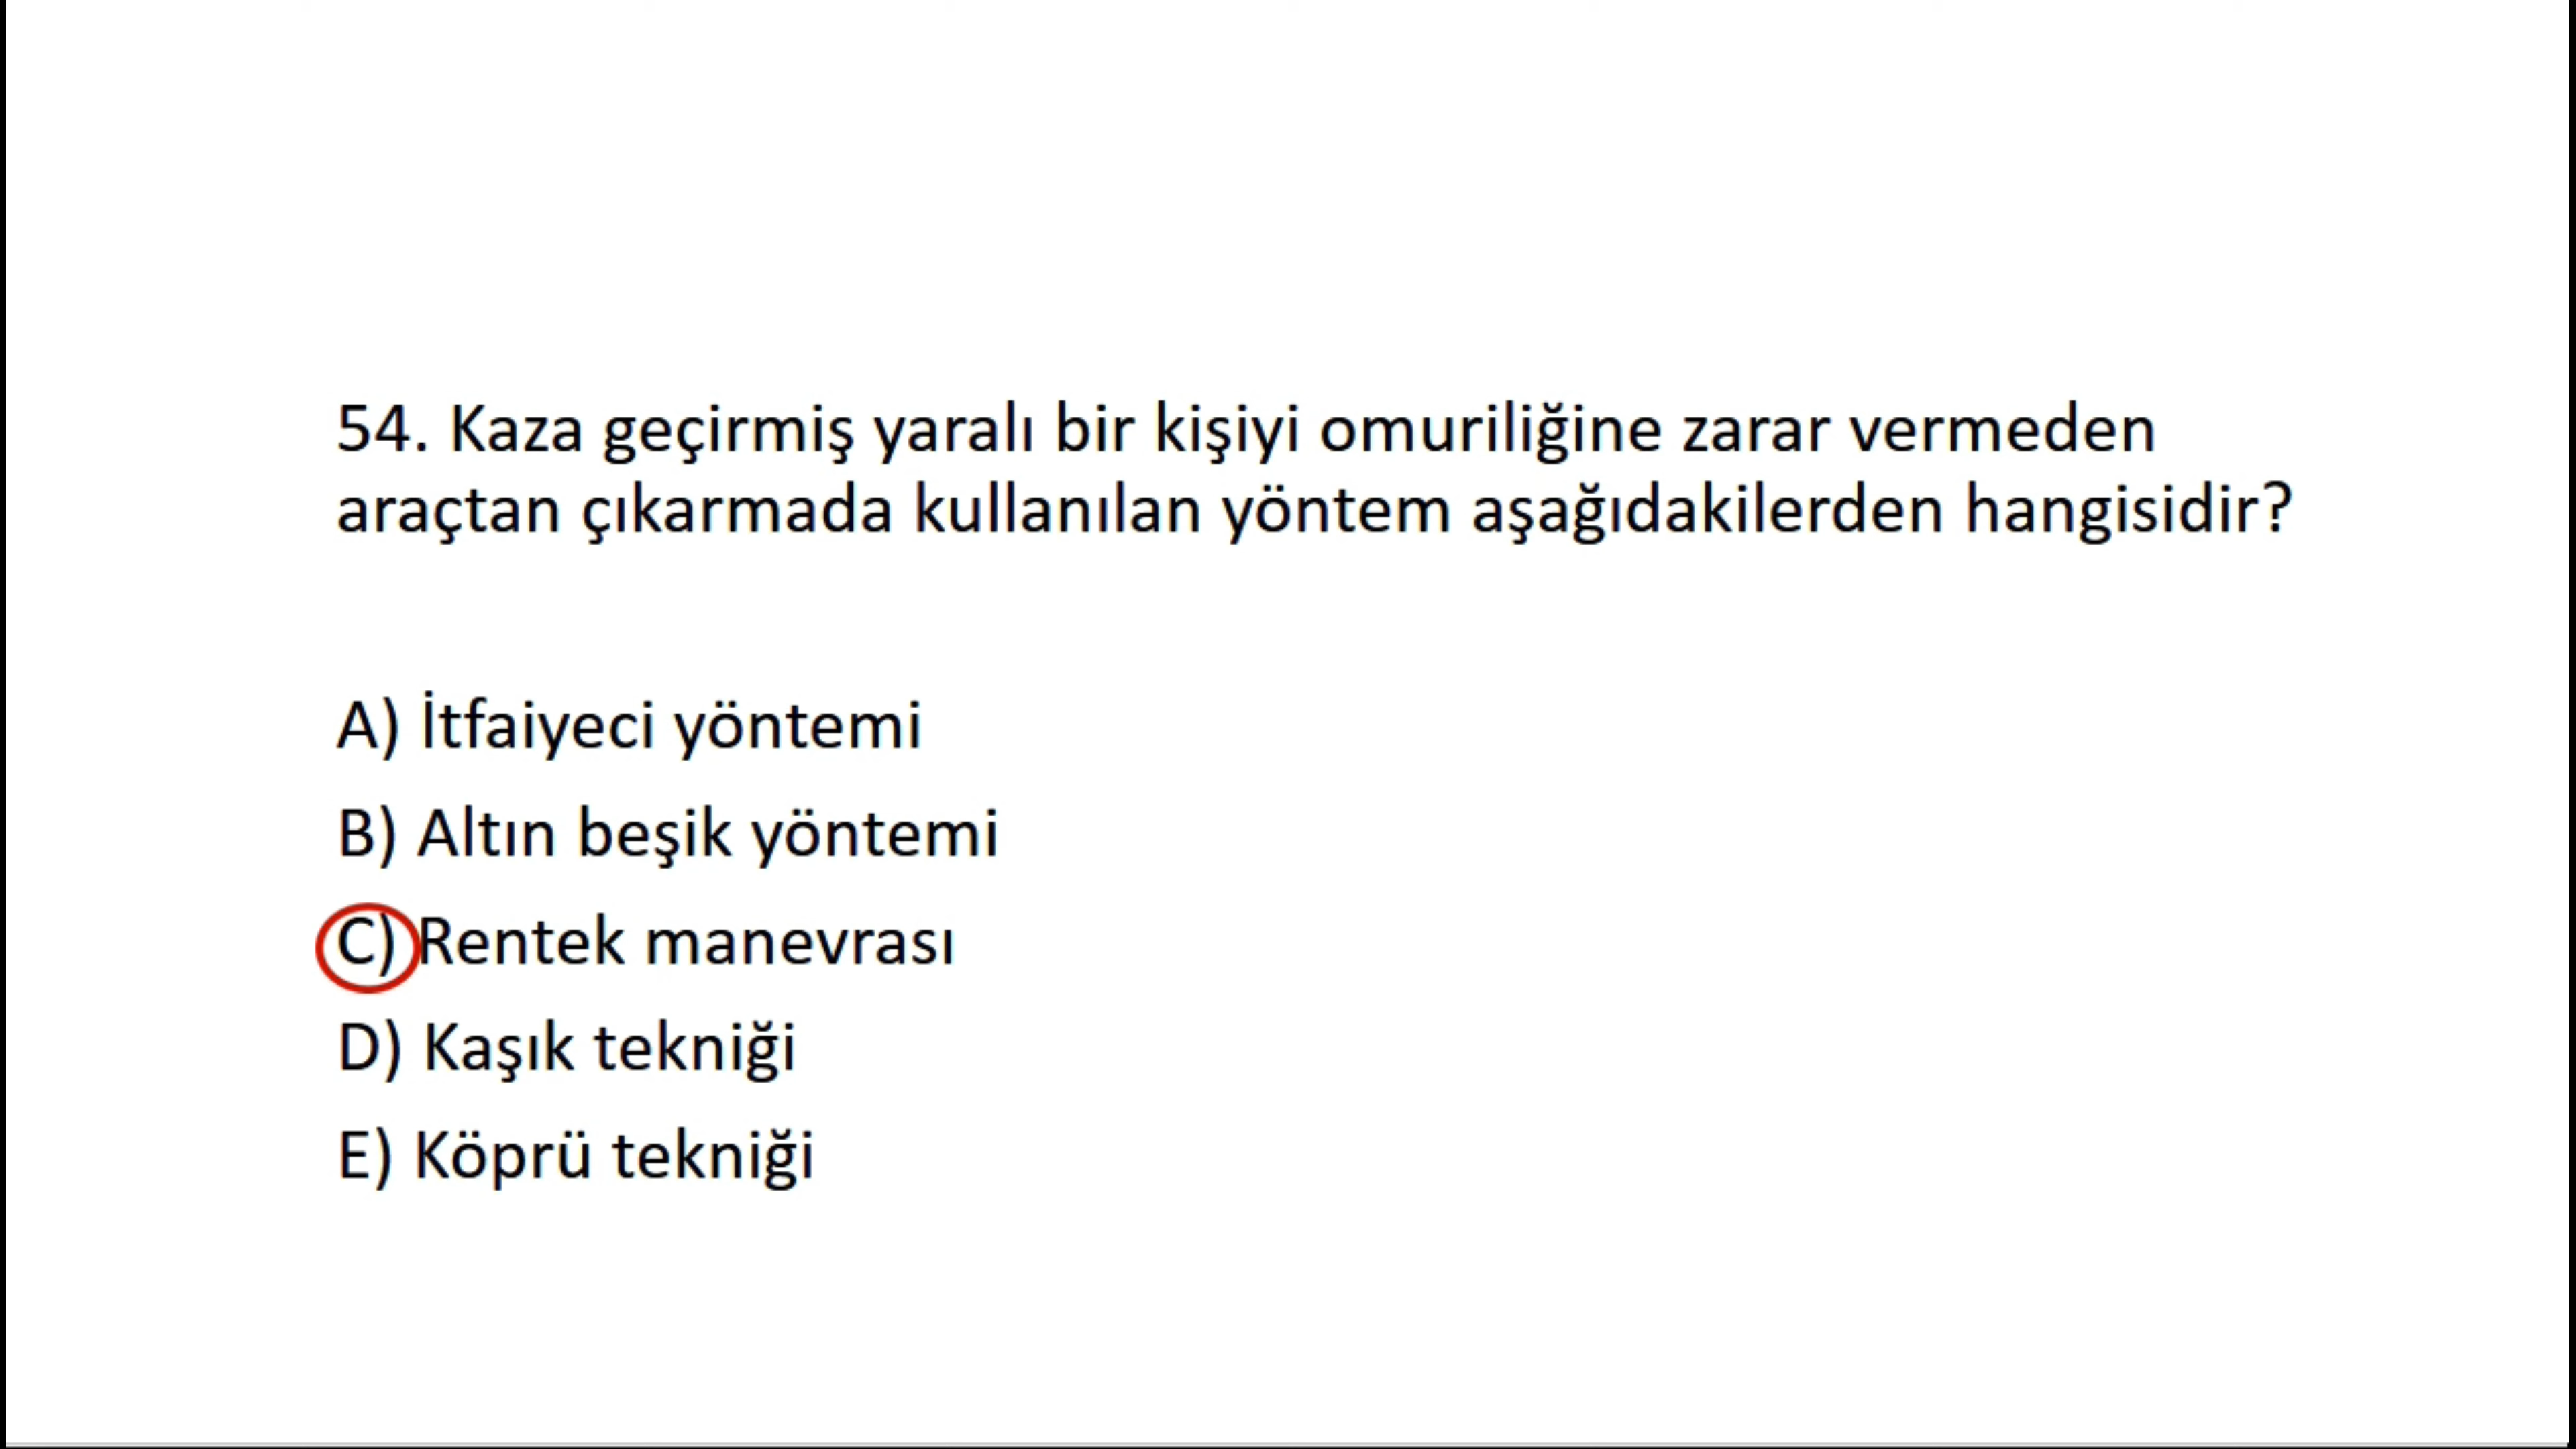 54. Kaza geçirmiş yaralı bir kişiyi omuriliğine zarar vermeden
araçtan çıkarmada kullanılan yöntem aşağıdakilerden hangisidir?
A) İtfaiyeci yöntemi
B) Altın beşik yöntemi
C) Rentek manevrası
D) Kaşık tekniği
E) Köprü tekniği